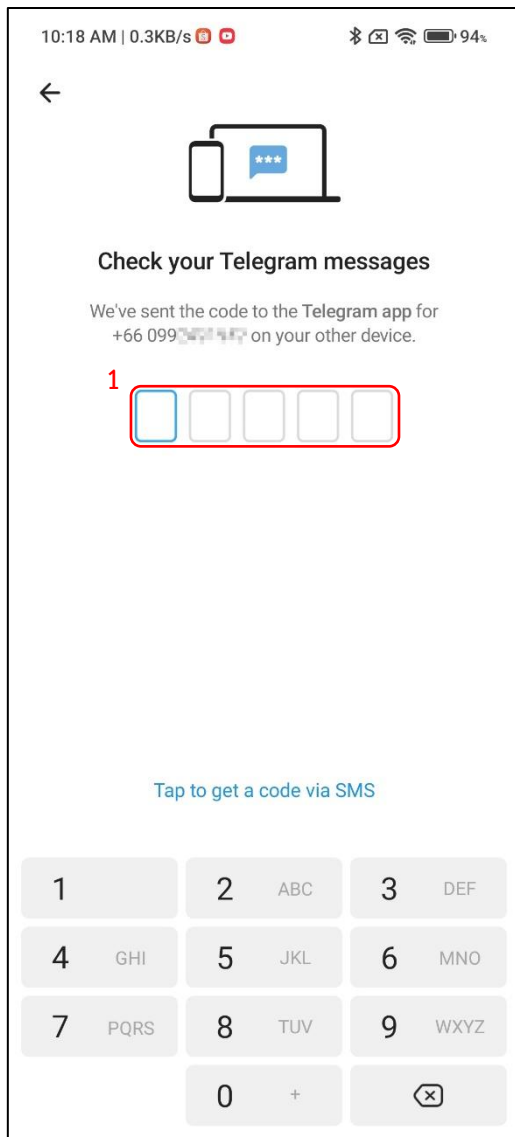 10:18 AM | 0.3KB/s 94%
***
Check your Telegram messages
We've sent the code to the Telegram app for
+66 099 on your other device.
1
Tap to get a code via SMS
1 2 ABC 3 DEF
4 GHI 5 JKL 6 MNO
7 PQRS 8 TUV 9 WXYZ
0 +